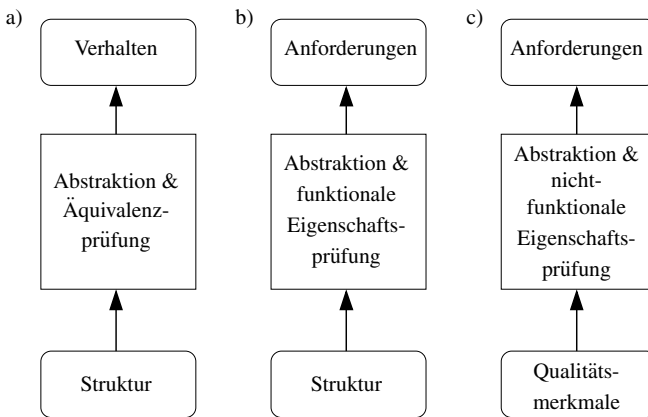 a)
Verhalten
Abstraktion &
Äquivalenz-
prüfung
Struktur
b)
Anforderungen
Abstraktion &
funktionale
Eigenschafts-
prüfung
Struktur
c)
Anforderungen
Abstraktion &
nicht-
funktionale
Eigenschafts-
prüfung
Qualitäts-
merkmale